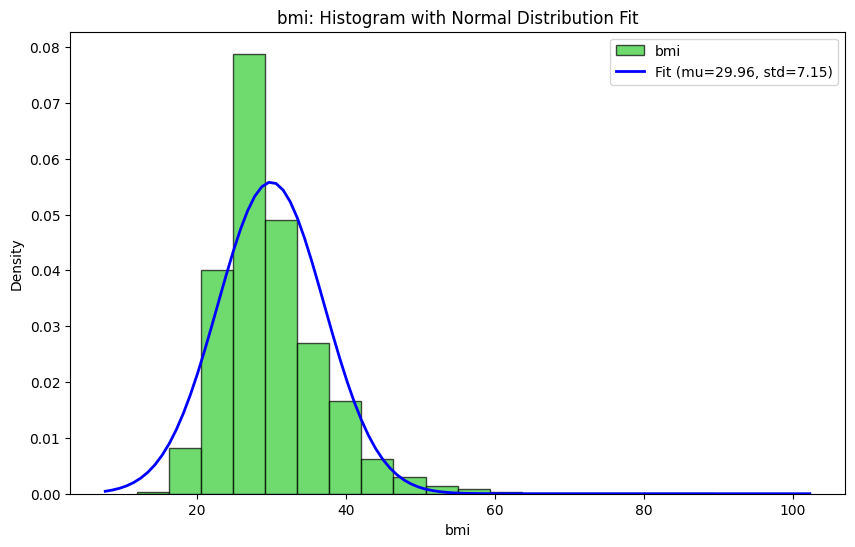 bmi: Histogram with Normal Distribution Fit
bmi
Fit (mu=29.96, std=7.15)
Density
0.08
0.07
0.06
0.05
0.04
0.03
0.02
0.01
0.00
20
40
60
80
100
bmi